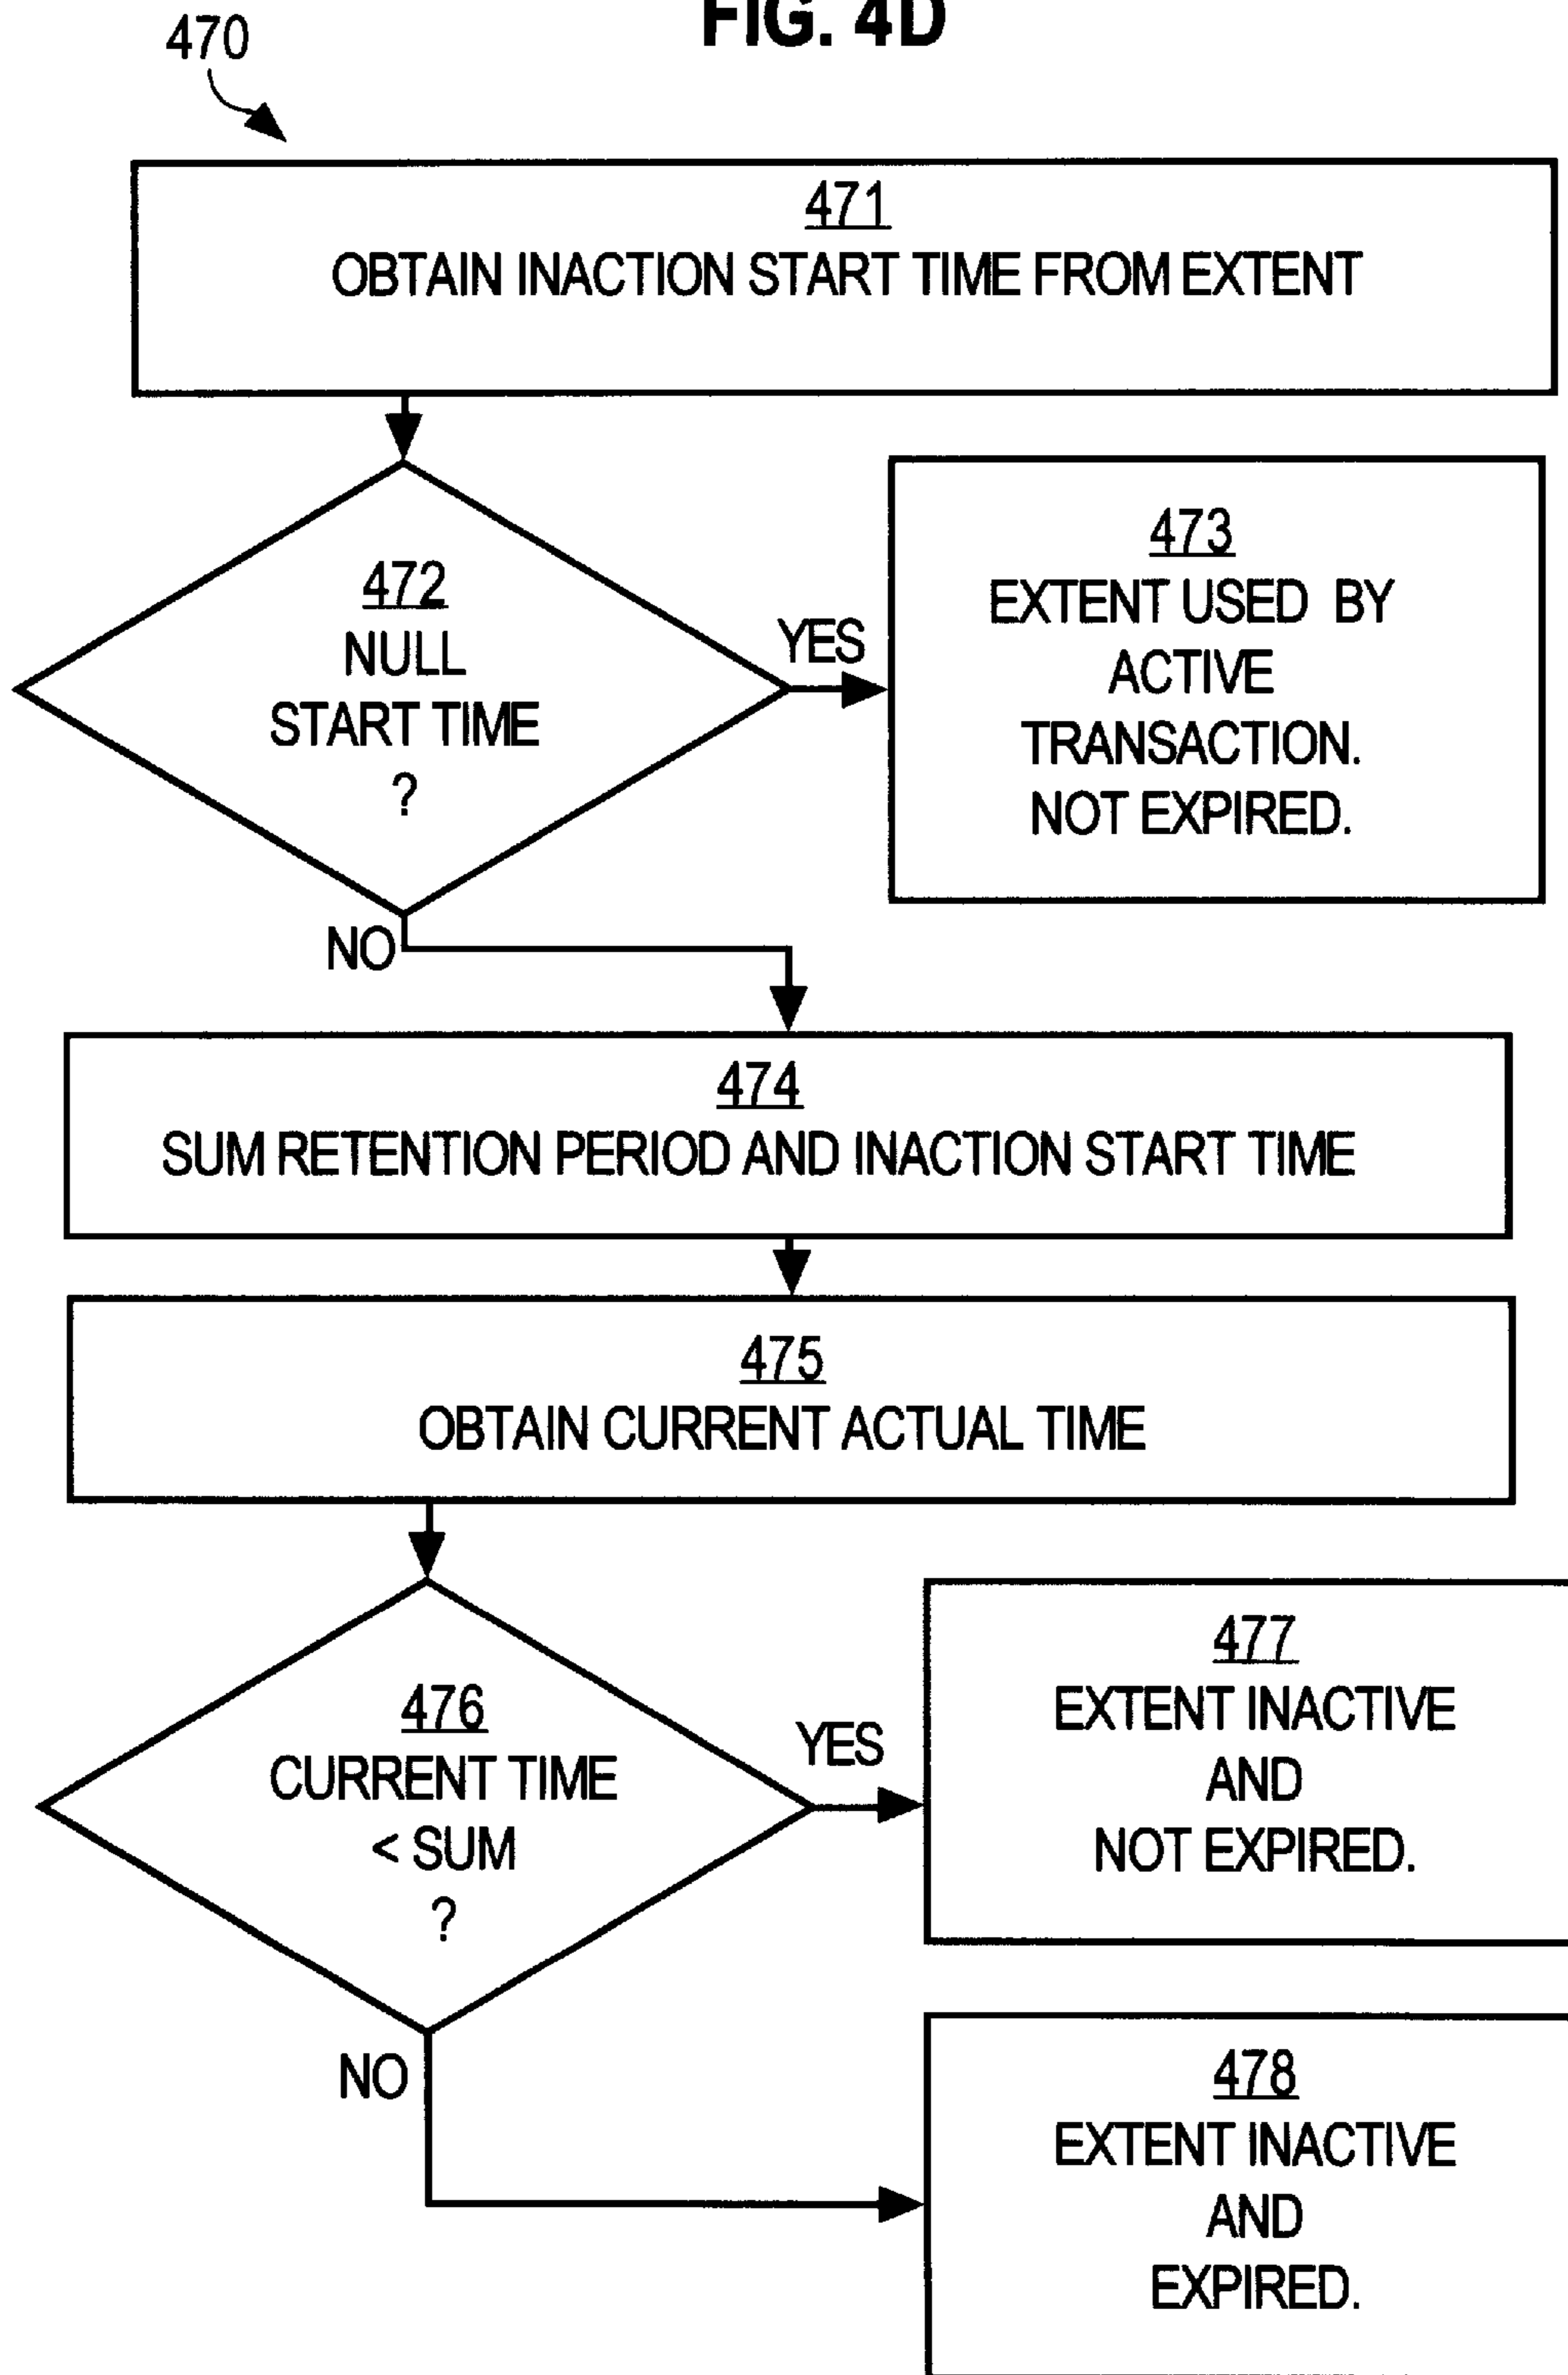 FIG. 4D
470
471
OBTAIN INACTION START TIME FROM EXTENT
472
NULL
START TIME
?
YES
473
EXTENT USED BY
ACTIVE
TRANSACTION.
NOT EXPIRED.
NO
474
SUM RETENTION PERIOD AND INACTION START TIME
475
OBTAIN CURRENT ACTUAL TIME
476
CURRENT TIME
< SUM
?
YES
477
EXTENT INACTIVE
AND
NOT EXPIRED.
NO
478
EXTENT INACTIVE
AND
EXPIRED.